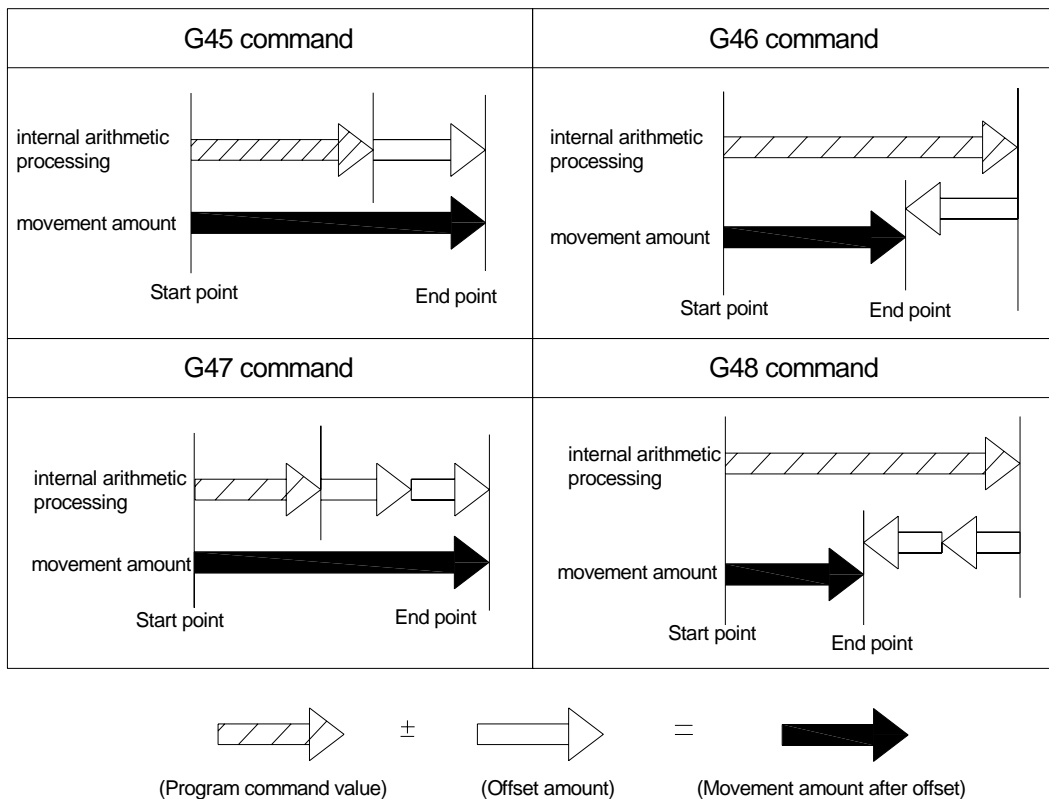 G45 command
G46 command
internal arithmetic
processing
movement amount
Start point
End point
internal arithmetic
processing
movement amount
Start point
End point
G47 command
G48 command
internal arithmetic
processing
movement amount
Start point
End point
internal arithmetic
processing
movement amount
Start point
End point
± =
(Program command value) (Offset amount) (Movement amount after offset)